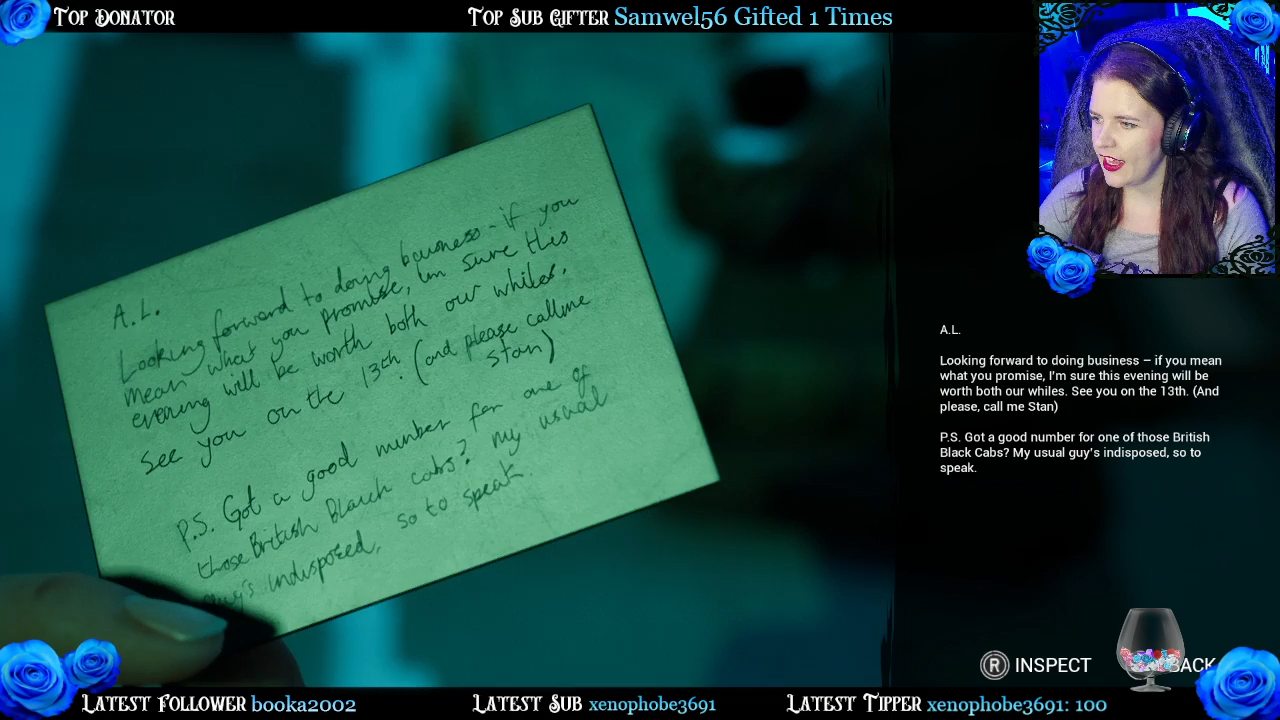 Top Donator
Top Sub Gifter Samwel56 Gifted 1 Times
A.L.
Looking forward to doing business - if you
mean what you promise, I'm sure this
evening will be worth both our whiles.
See you on the 13th. (and please call me
Stan)
P.S. Got a good number for one of
those British Black cabs? My usual
guy's indisposed, so to speak.
A.L.
Looking forward to doing business – if you mean
what you promise, I'm sure this evening will be
worth both our whiles. See you on the 13th. (And
please, call me Stan)
P.S. Got a good number for one of those British
Black Cabs? My usual guy's indisposed, so to
speak.
R INSPECT
BACK
Latest Follower booka2002
Latest Sub xenophobe3691
Latest Tipper xenophobe3691: 100